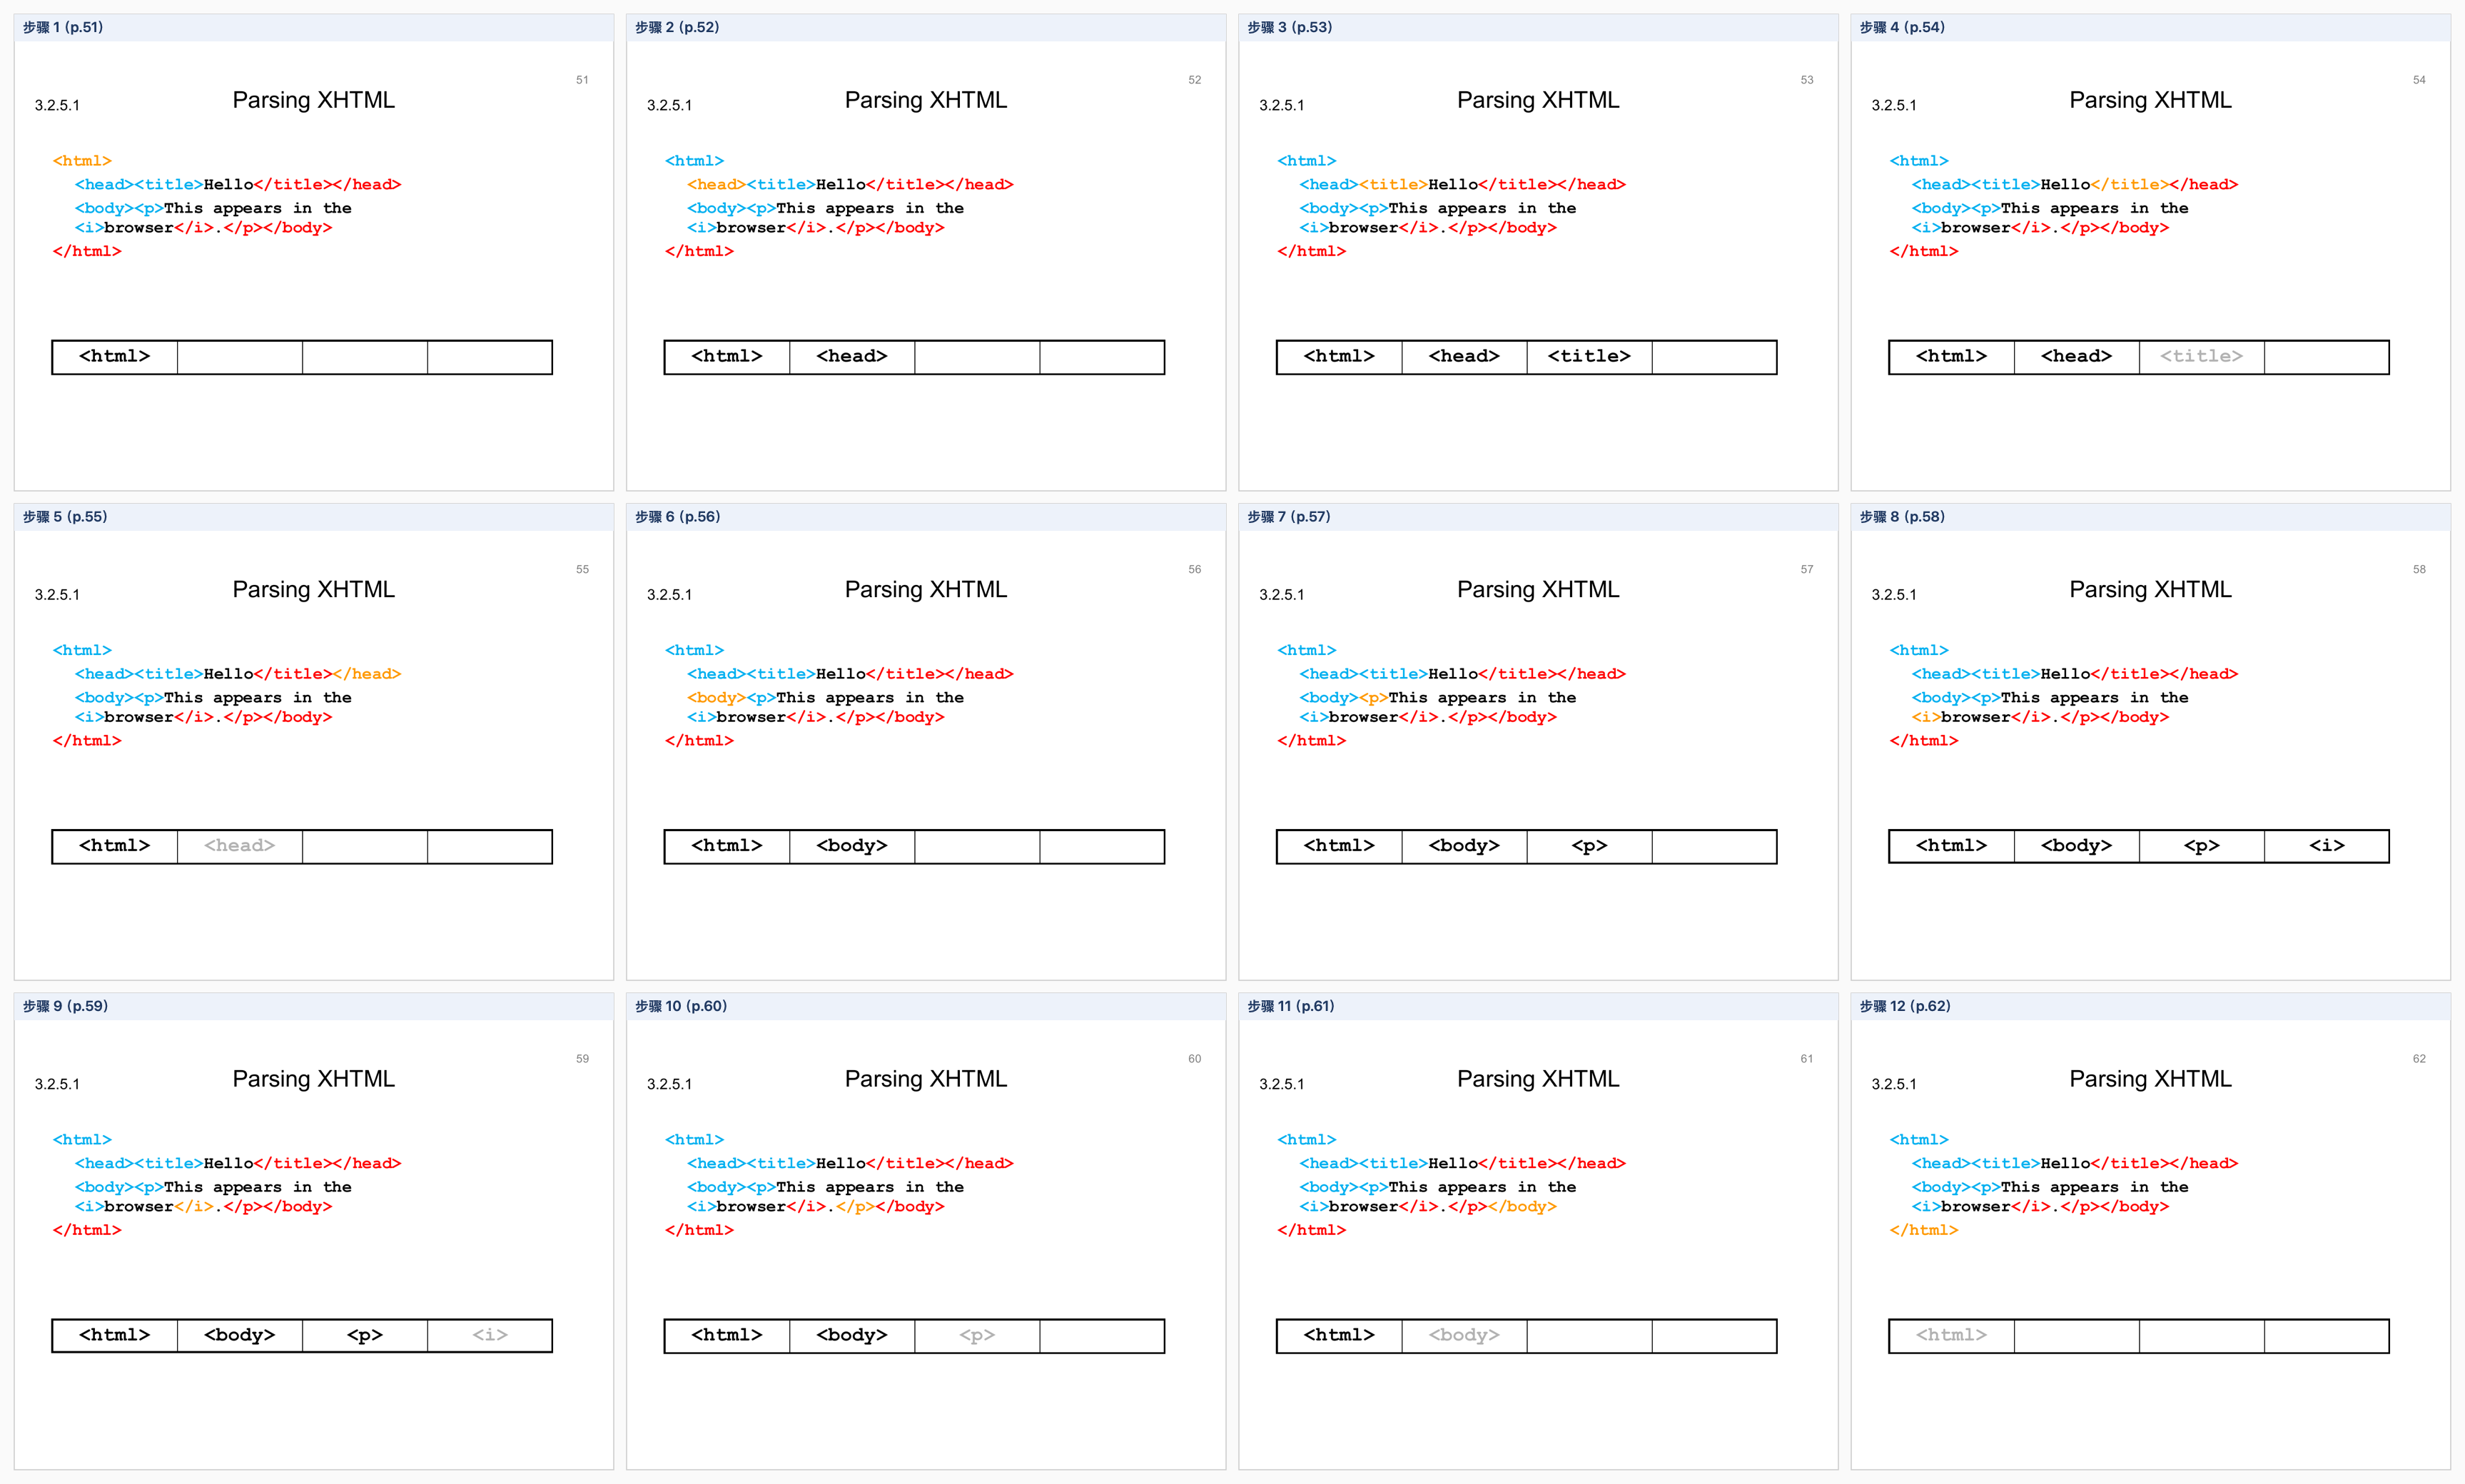 步骤 1 (p.51)
51
3.2.5.1
Parsing XHTML
<html>
<head><title>Hello</title></head>
<body><p>This appears in the
<i>browser</i>.</p></body>
</html>
<html>
步骤 2 (p.52)
52
3.2.5.1
Parsing XHTML
<html>
<head><title>Hello</title></head>
<body><p>This appears in the
<i>browser</i>.</p></body>
</html>
<html> <head>
步骤 3 (p.53)
53
3.2.5.1
Parsing XHTML
<html>
<head><title>Hello</title></head>
<body><p>This appears in the
<i>browser</i>.</p></body>
</html>
<html> <head> <title>
步骤 4 (p.54)
54
3.2.5.1
Parsing XHTML
<html>
<head><title>Hello</title></head>
<body><p>This appears in the
<i>browser</i>.</p></body>
</html>
<html> <head> <title>
步骤 5 (p.55)
55
3.2.5.1
Parsing XHTML
<html>
<head><title>Hello</title></head>
<body><p>This appears in the
<i>browser</i>.</p></body>
</html>
<html> <head>
步骤 6 (p.56)
56
3.2.5.1
Parsing XHTML
<html>
<head><title>Hello</title></head>
<body><p>This appears in the
<i>browser</i>.</p></body>
</html>
<html> <body>
步骤 7 (p.57)
57
3.2.5.1
Parsing XHTML
<html>
<head><title>Hello</title></head>
<body><p>This appears in the
<i>browser</i>.</p></body>
</html>
<html> <body> <p>
步骤 8 (p.58)
58
3.2.5.1
Parsing XHTML
<html>
<head><title>Hello</title></head>
<body><p>This appears in the
<i>browser</i>.</p></body>
</html>
<html> <body> <p> <i>
步骤 9 (p.59)
59
3.2.5.1
Parsing XHTML
<html>
<head><title>Hello</title></head>
<body><p>This appears in the
<i>browser</i>.</p></body>
</html>
<html> <body> <p> <i>
步骤 10 (p.60)
60
3.2.5.1
Parsing XHTML
<html>
<head><title>Hello</title></head>
<body><p>This appears in the
<i>browser</i>.</p></body>
</html>
<html> <body> <p>
步骤 11 (p.61)
61
3.2.5.1
Parsing XHTML
<html>
<head><title>Hello</title></head>
<body><p>This appears in the
<i>browser</i>.</p></body>
</html>
<html> <body>
步骤 12 (p.62)
62
3.2.5.1
Parsing XHTML
<html>
<head><title>Hello</title></head>
<body><p>This appears in the
<i>browser</i>.</p></body>
</html>
<html>